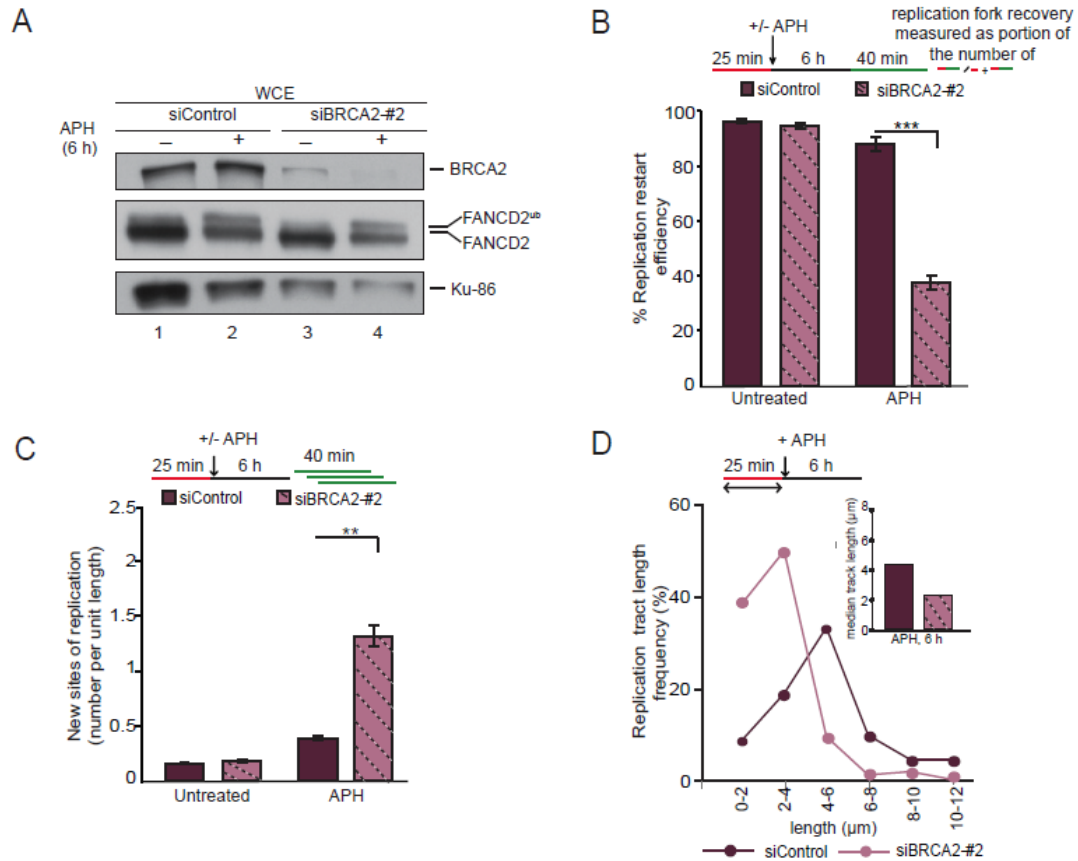 A
WCE
siControl
siBRCA2-#2
APH
(6 h)
– + – +
BRCA2
FANCD2ub
FANCD2
Ku-86
1 2 3 4
B
+/- APH
25 min 6 h 40 min
replication fork recovery
measured as portion of
the number of
siControl siBRCA2-#2
% Replication restart
efficiency
100
80
60
40
20
0
***
Untreated APH
C
+/- APH
25 min 6 h 40 min
siControl siBRCA2-#2
New sites of replication
(number per unit length)
2.5
2
1.5
1
0.5
0
**
Untreated APH
D
+ APH
25 min 6 h
Replication tract length
frequency (%)
60
40
20
0
median track length (µm)
8
6
4
2
0
APH, 6 h
0-2 2-4 4-6 6-8 8-10 10-12
length (µm)
siControl siBRCA2-#2